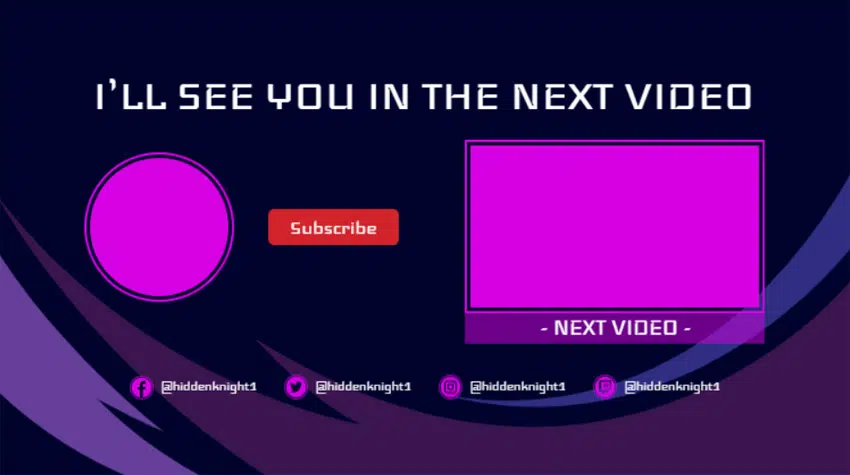 I'LL SEE YOU IN THE NEXT VIDEO
Subscribe
- NEXT VIDEO -
@hiddenknight1 @hiddenknight1 @hiddenknight1 @hiddenknight1